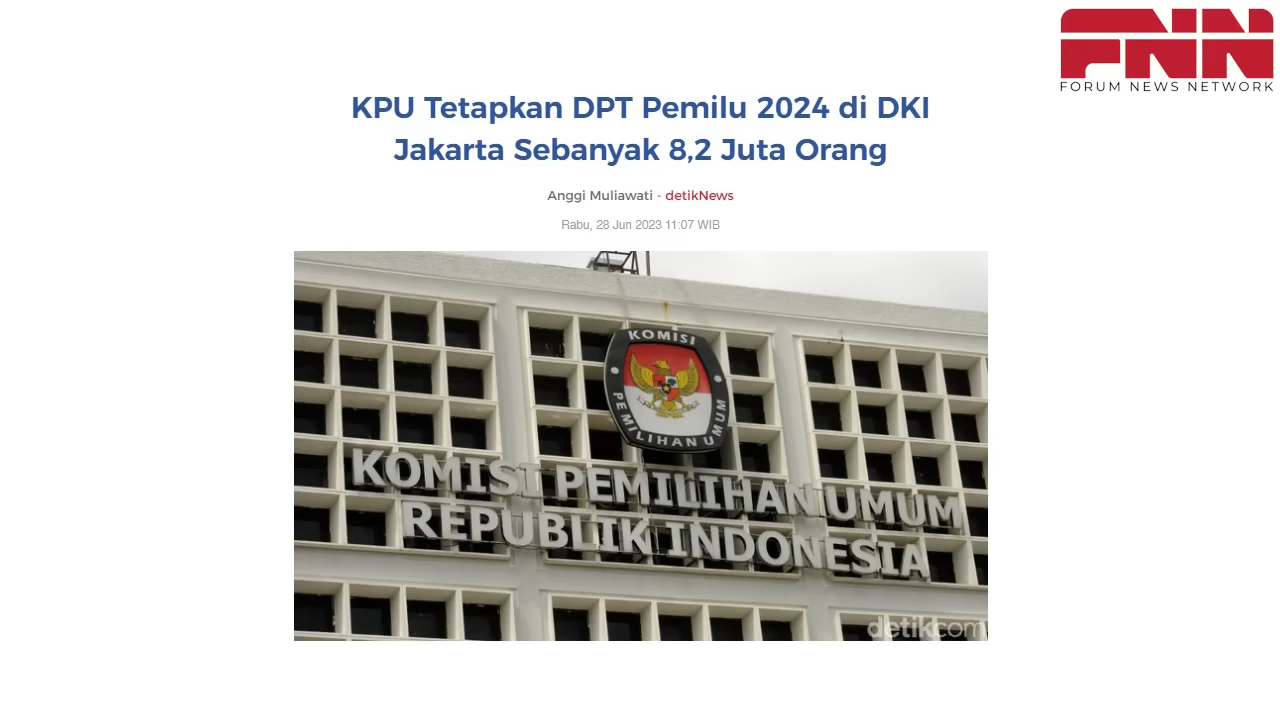 FNN
FORUM NEWS NETWORK
KPU Tetapkan DPT Pemilu 2024 di DKI
Jakarta Sebanyak 8,2 Juta Orang
Anggi Muliawati - detikNews
Rabu, 28 Jun 2023 11:07 WIB
KOMISI
PEMILIHAN UMUM
KOMISI PEMILIHAN UMUM
REPUBLIK INDONESIA
detikcom